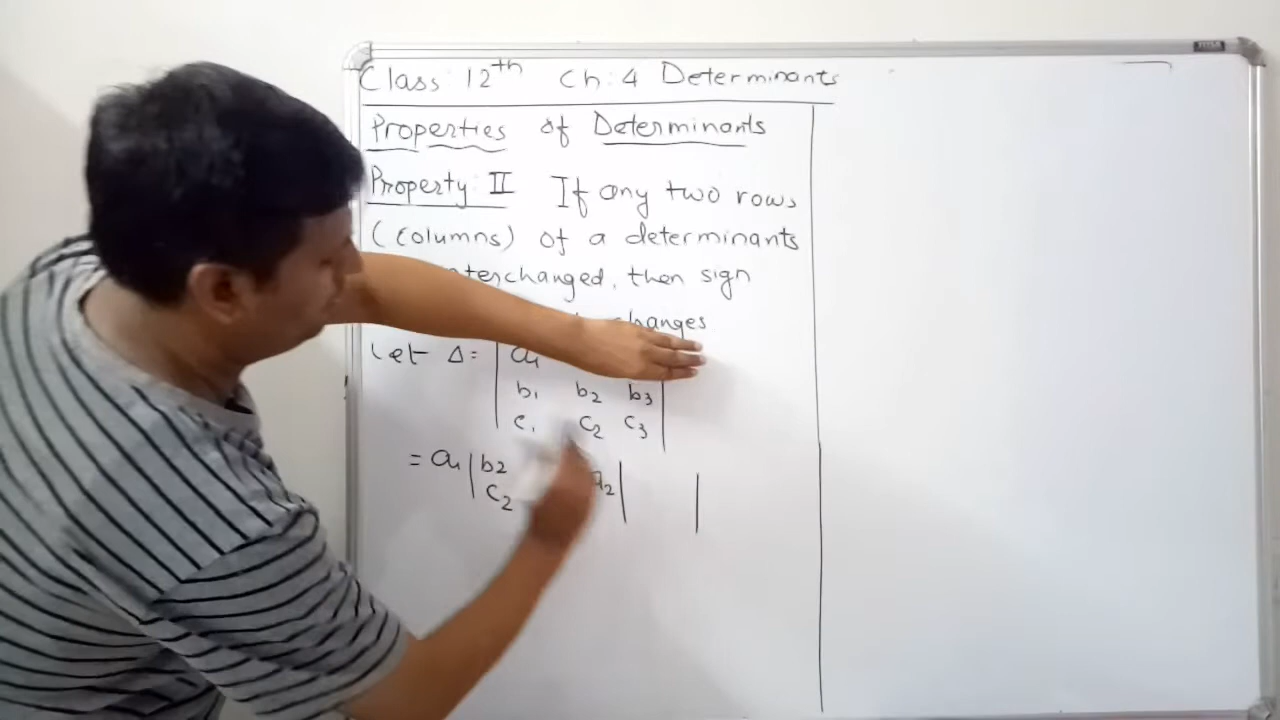 Class 12th Ch: 4 Determinants
Properties of Determinants
Property: II If any two rows
(columns) of a determinants
interchanged, then sign
changes
Let Δ = | a1
b1 b2 b3
c1 c2 c3 |
= a1 | b2 a2 | |
c2